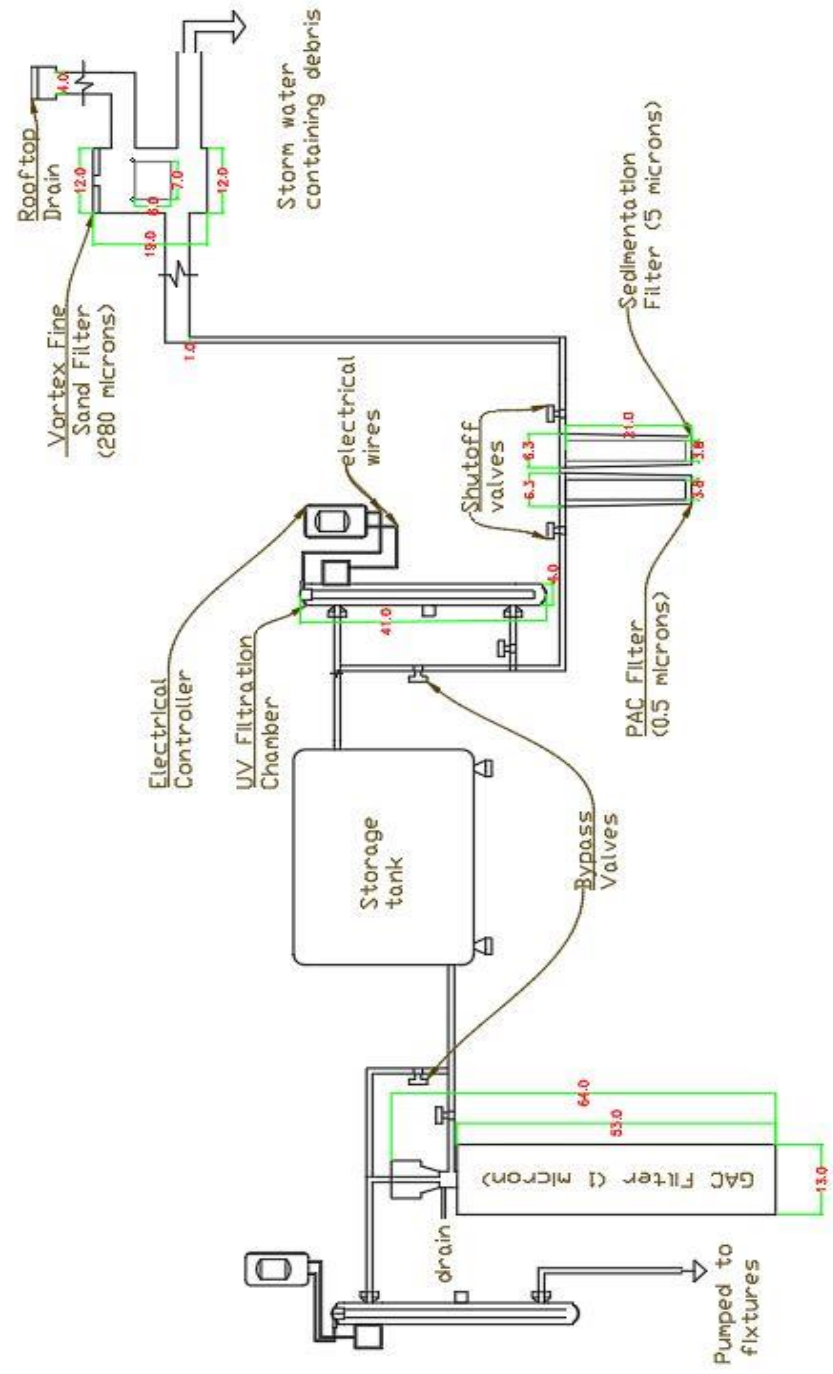 Rooftop
Drain
4.0
Vortex Fine
Sand Filter
(280 microns)
12.0
19.0
7.0
12.0
Storm water
containing debris
1.0
Electrical
Controller
electrical
wires
UV Filtration
Chamber
41.0
Shutoff
valves
6.3
6.3
21.0
3.8
3.8
Sedimentation
Filter (5 microns)
PAC Filter
(0.5 microns)
Storage
tank
Bypass
Valves
64.0
53.0
GAC Filter (1 micron)
13.0
drain
Pumped to
fixtures